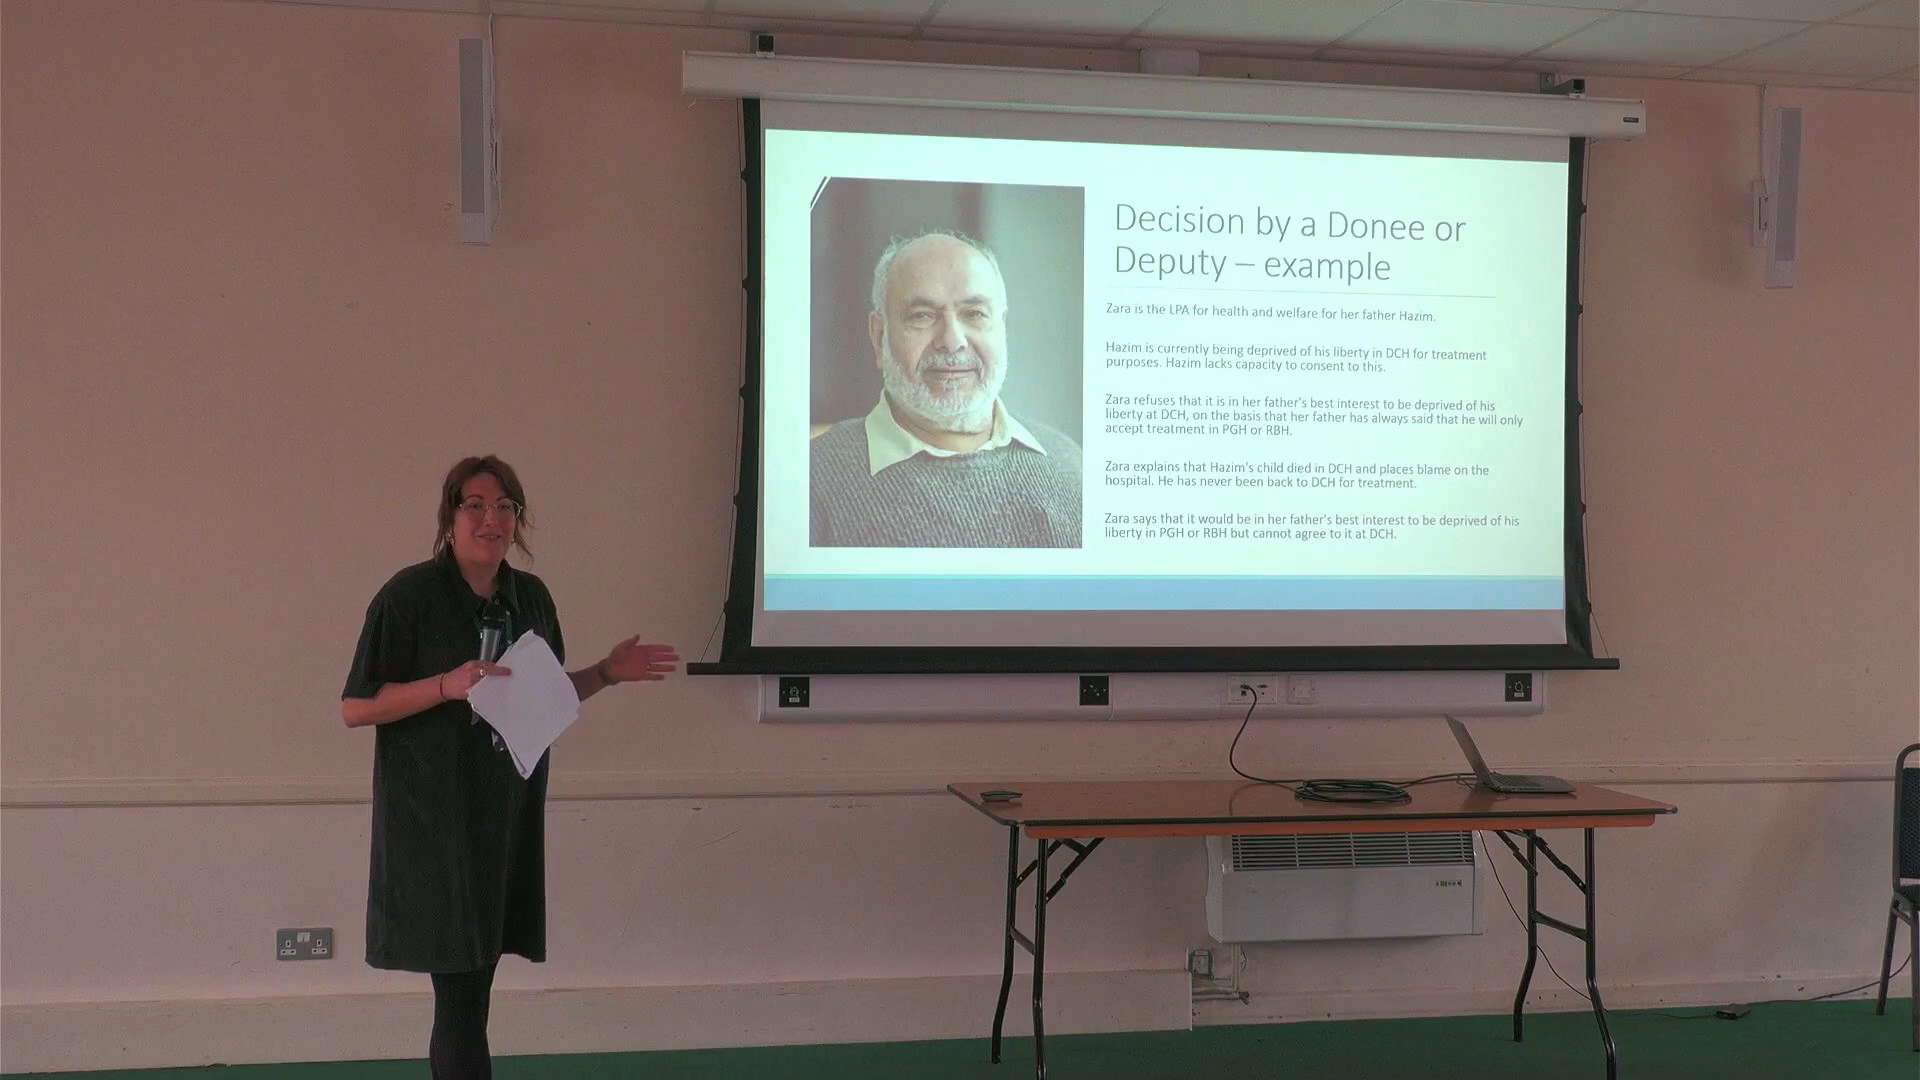 Decision by a Donee or
Deputy – example
Zara is the LPA for health and welfare for her father Hazim.
Hazim is currently being deprived of his liberty in DCH for treatment
purposes. Hazim lacks capacity to consent to this.
Zara refuses that it is in her father's best interest to be deprived of his
liberty at DCH, on the basis that her father has always said that he will only
accept treatment in PGH or RBH.
Zara explains that Hazim's child died in DCH and places blame on the
hospital. He has never been back to DCH for treatment.
Zara says that it would be in her father's best interest to be deprived of his
liberty in PGH or RBH but cannot agree to it at DCH.